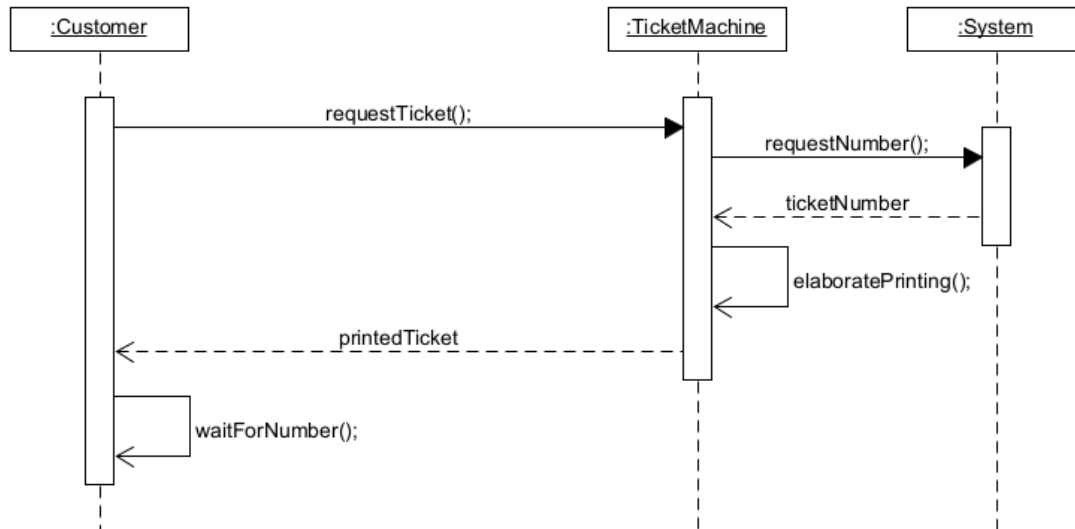 :Customer
:TicketMachine
:System
requestTicket();
requestNumber();
ticketNumber
elaboratePrinting();
printedTicket
waitForNumber();